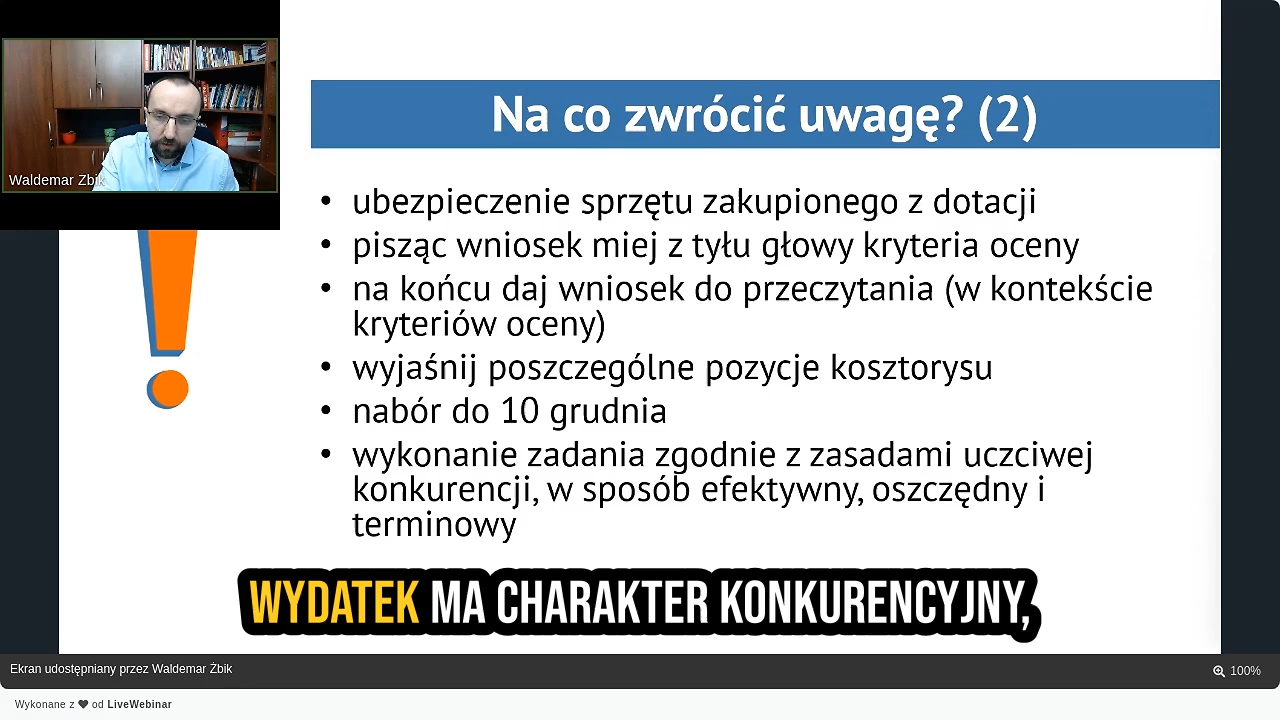 Waldemar Żbik
Na co zwrócić uwagę? (2)
• ubezpieczenie sprzętu zakupionego z dotacji
• pisząc wniosek miej z tyłu głowy kryteria oceny
• na końcu daj wniosek do przeczytania (w kontekście
kryteriów oceny)
• wyjaśnij poszczególne pozycje kosztorysu
• nabór do 10 grudnia
• wykonanie zadania zgodnie z zasadami uczciwej
konkurencji, w sposób efektywny, oszczędny i
terminowy
!
WYDATEK MA CHARAKTER KONKURENCYJNY,
Ekran udostępniany przez Waldemar Żbik
100%
Wykonane z ♥ od LiveWebinar